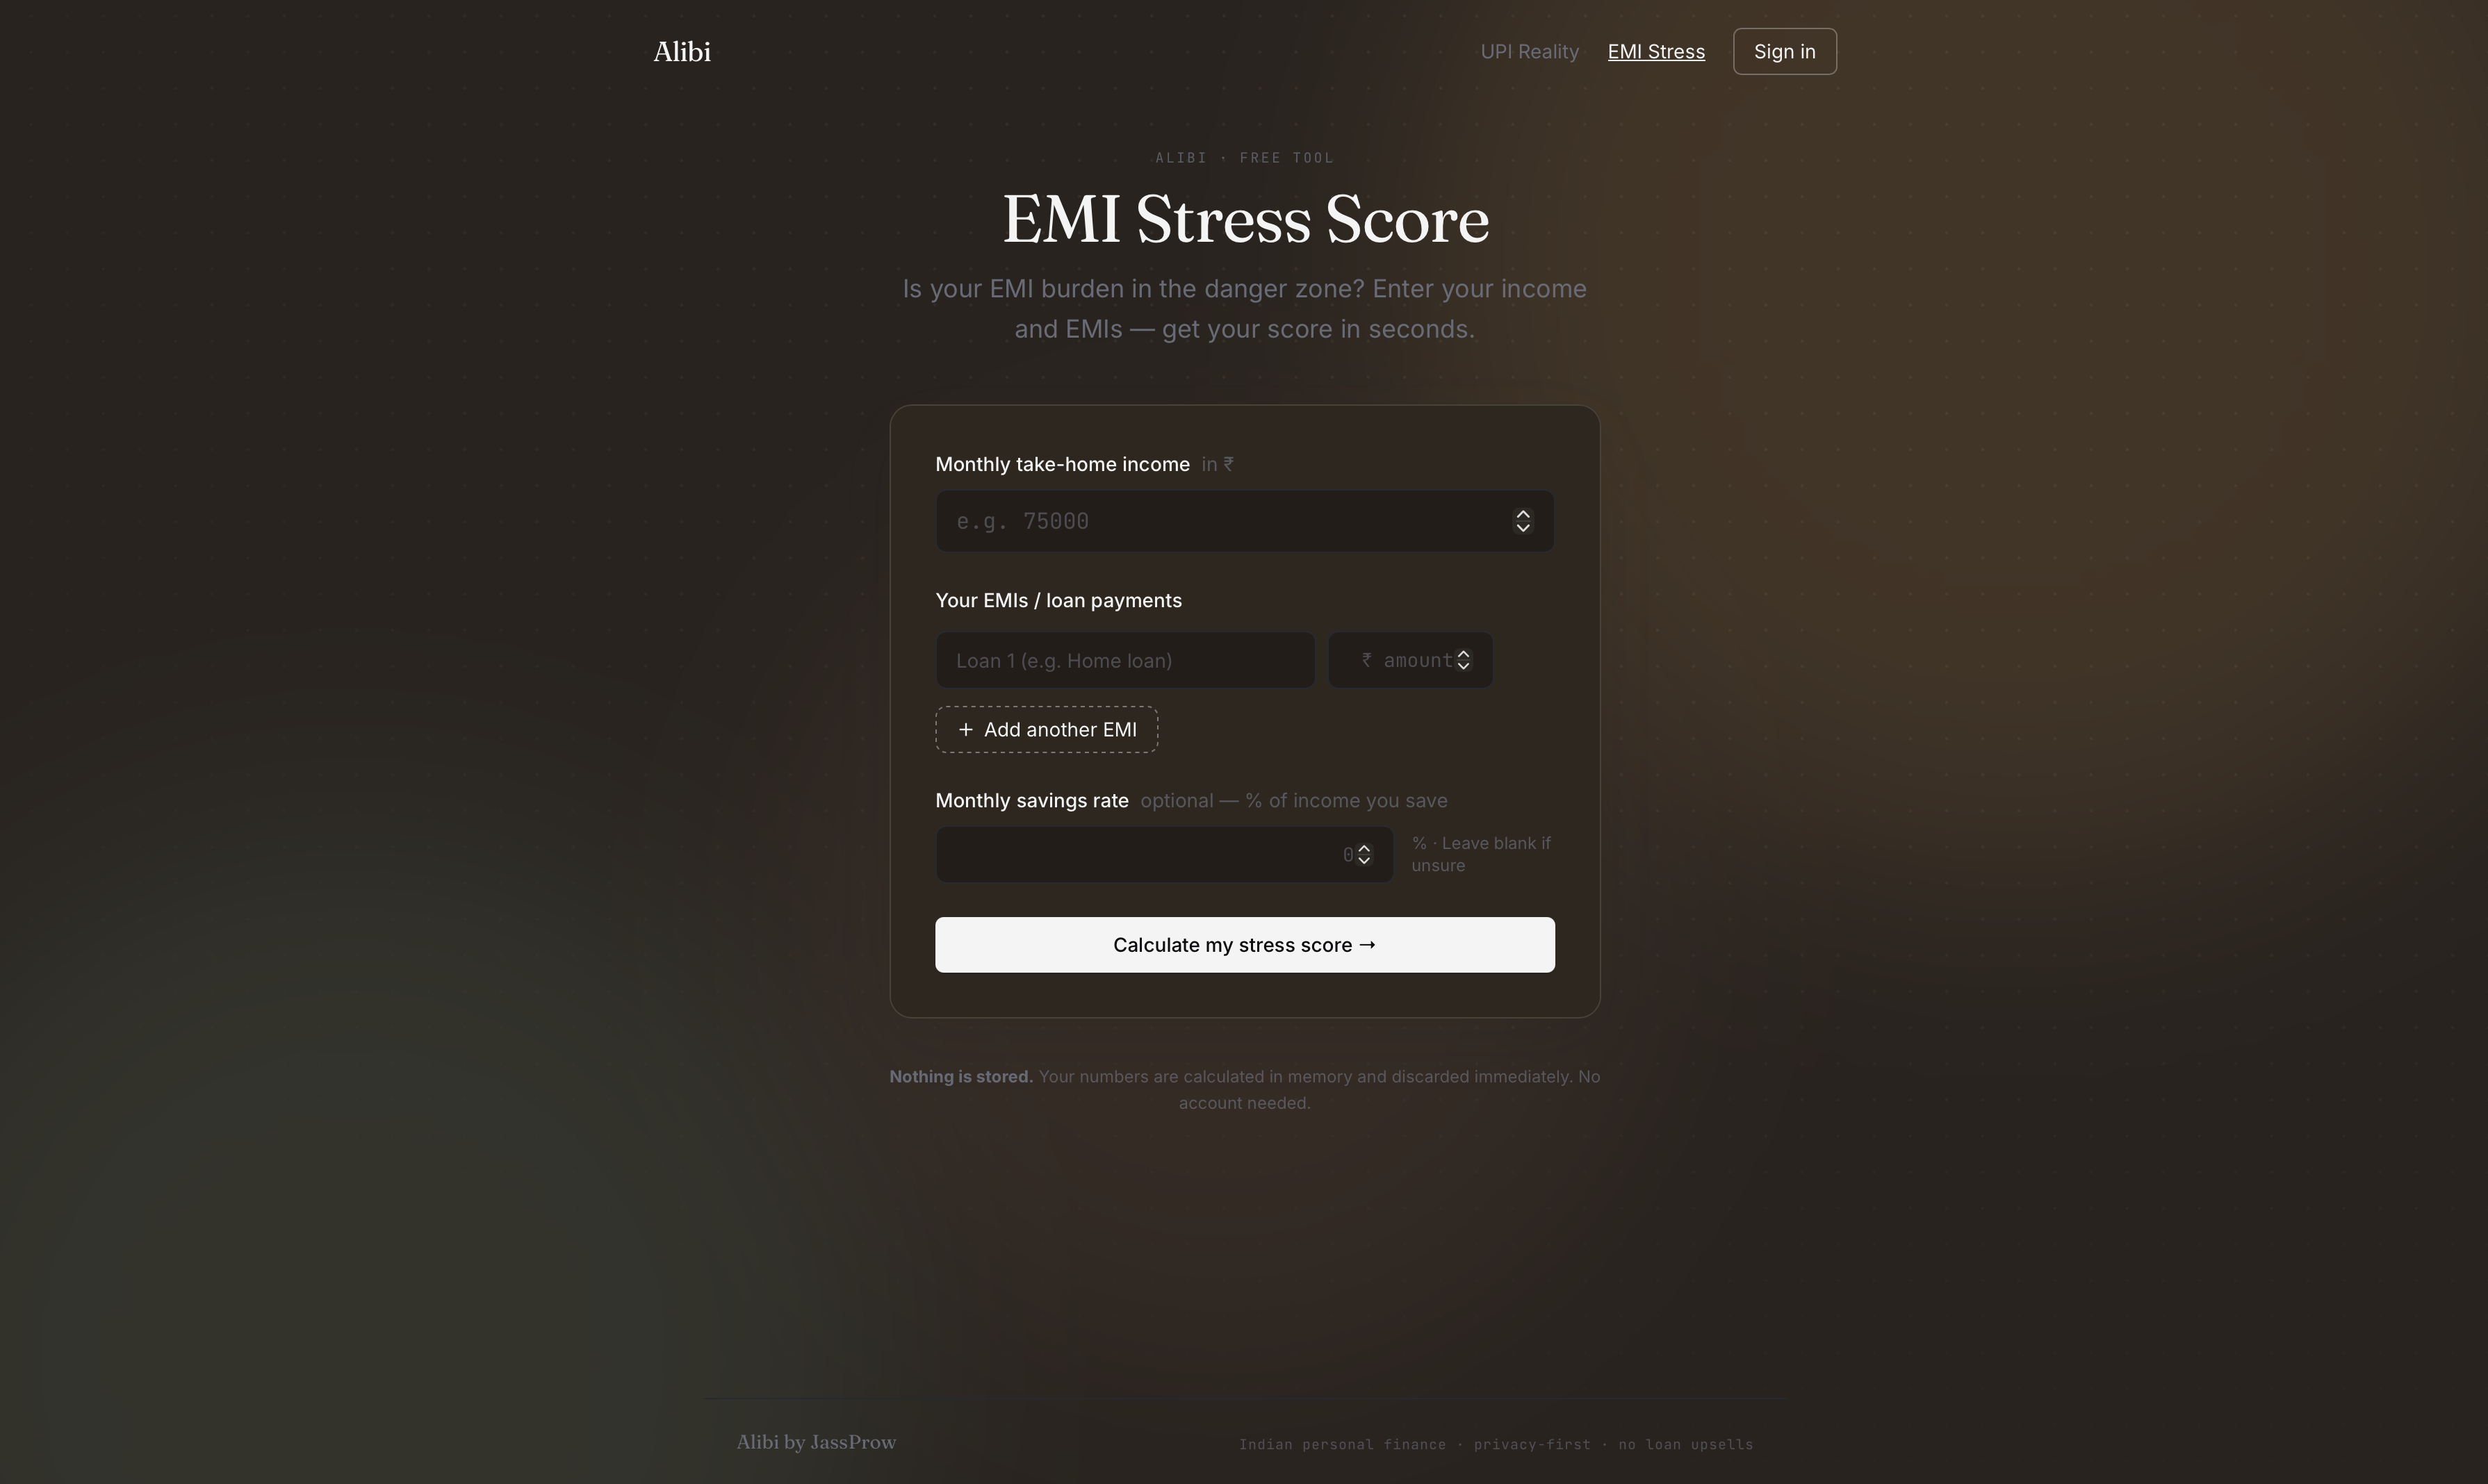 Alibi
UPI Reality
EMI Stress
Sign in
ALIBI · FREE TOOL
EMI Stress Score
Is your EMI burden in the danger zone? Enter your income
and EMIs — get your score in seconds.
Monthly take-home income in ₹
e.g. 75000
Your EMIs / loan payments
Loan 1 (e.g. Home loan)
₹ amount
+ Add another EMI
Monthly savings rate optional — % of income you save
0
% · Leave blank if
unsure
Calculate my stress score →
Nothing is stored. Your numbers are calculated in memory and discarded immediately. No
account needed.
Alibi by JassProw
Indian personal finance · privacy-first · no loan upsells